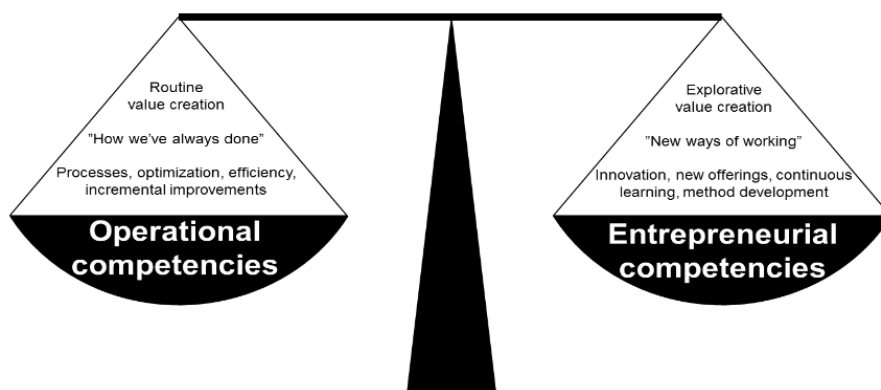 Routine
value creation
”How we’ve always done”
Processes, optimization, efficiency,
incremental improvements
Operational
competencies
Explorative
value creation
”New ways of working”
Innovation, new offerings, continuous
learning, method development
Entrepreneurial
competencies